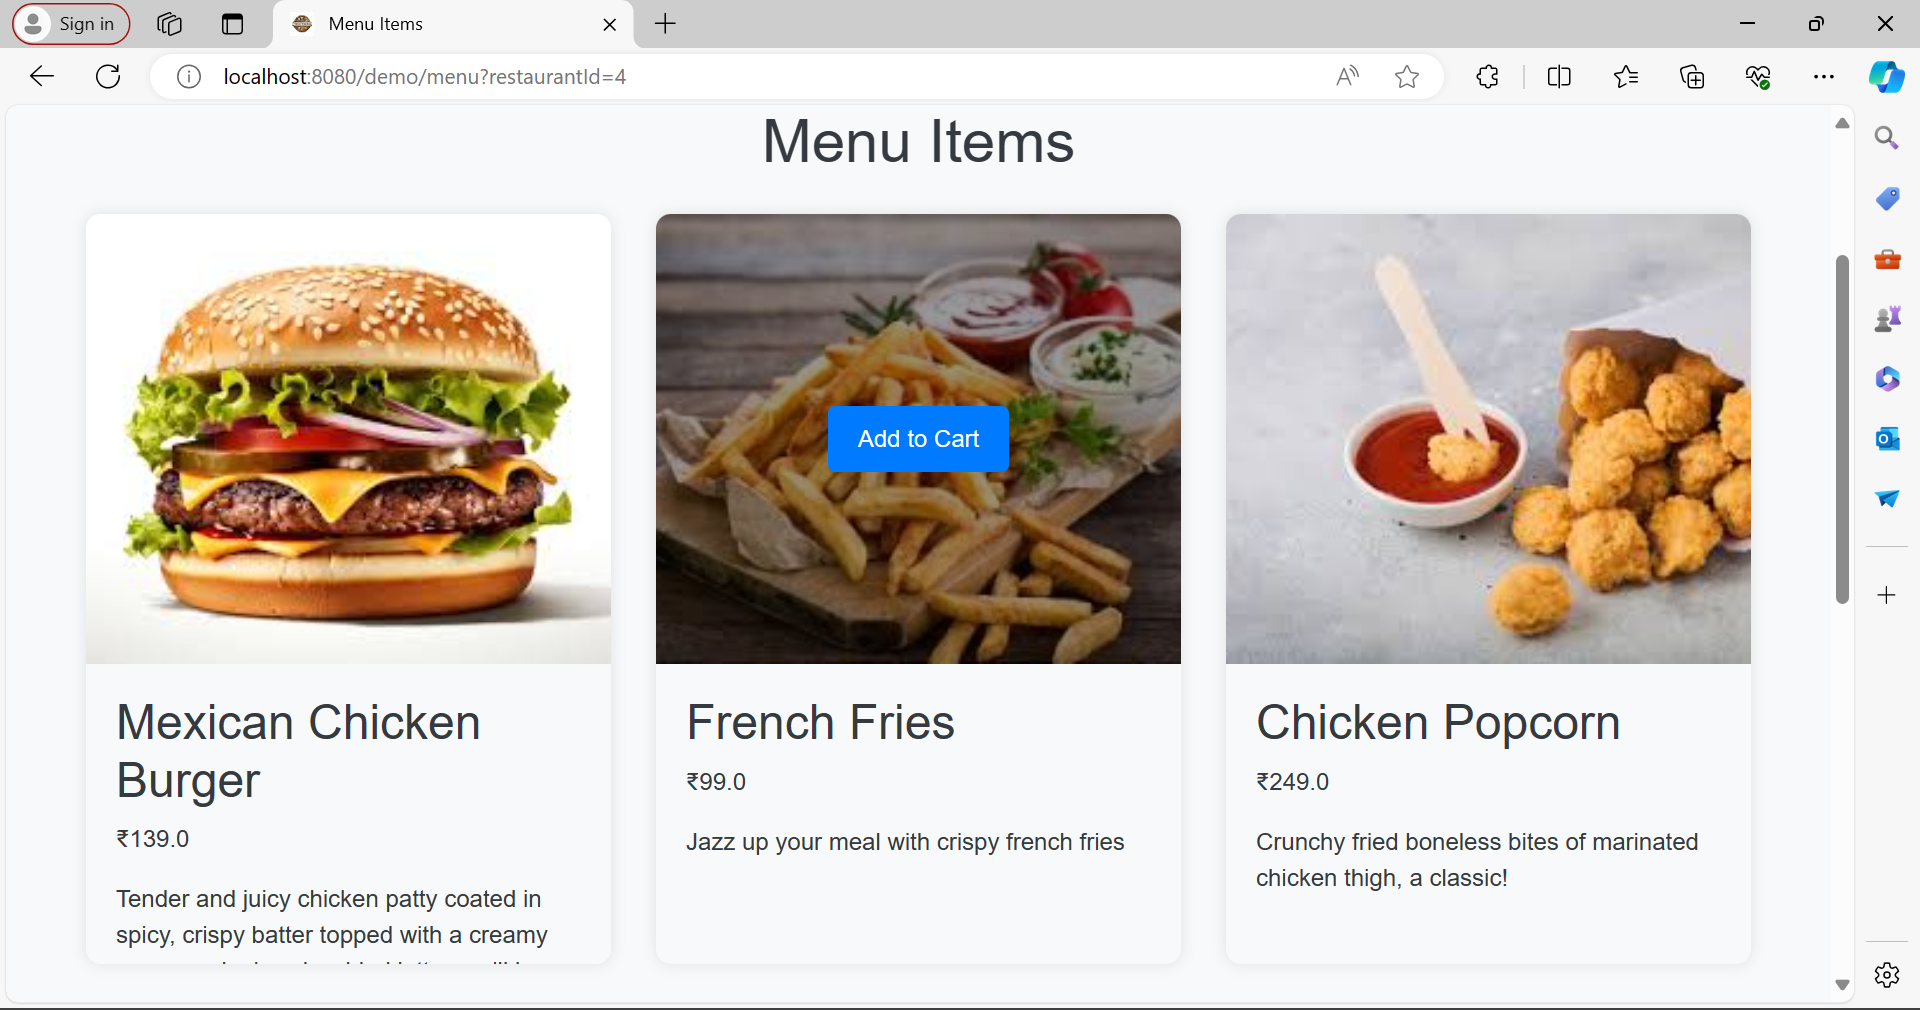 Sign in
Menu Items
localhost:8080/demo/menu?restaurantId=4
Menu Items
Add to Cart
Mexican Chicken
Burger
₹139.0
Tender and juicy chicken patty coated in
spicy, crispy batter topped with a creamy
French Fries
₹99.0
Jazz up your meal with crispy french fries
Chicken Popcorn
₹249.0
Crunchy fried boneless bites of marinated
chicken thigh, a classic!